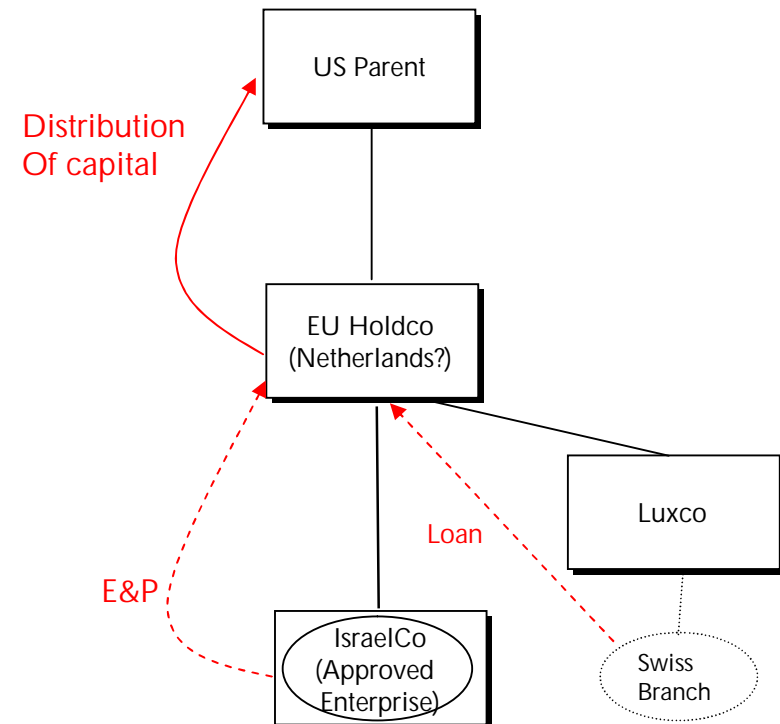 US Parent
Distribution
Of capital
EU Holdco
(Netherlands?)
Luxco
Loan
E&P
IsraelCo
(Approved
Enterprise)
Swiss
Branch